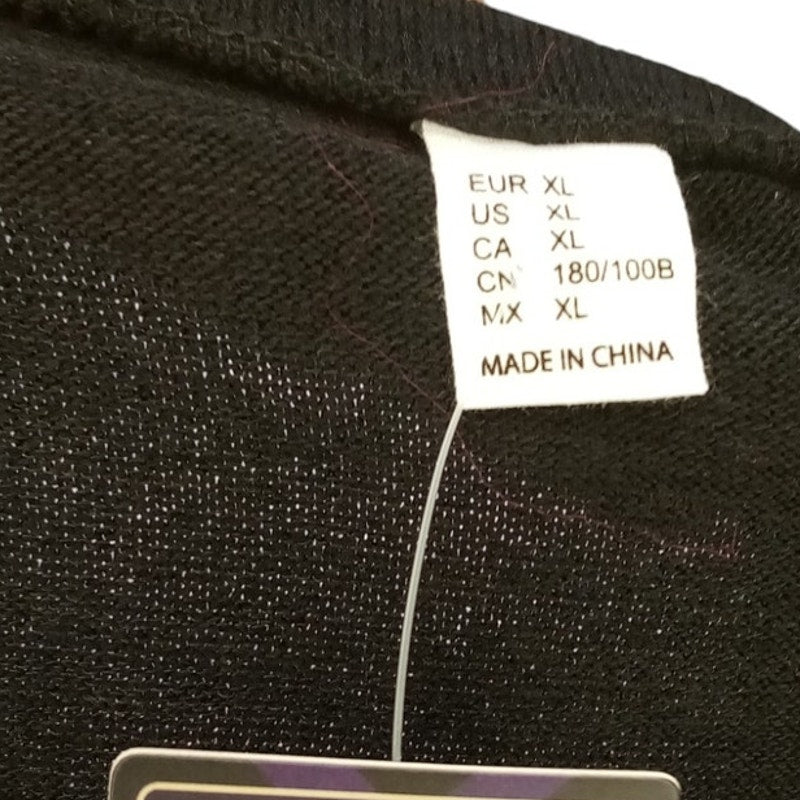 EUR XL
US XL
CA XL
CN 180/100B
MX XL
MADE IN CHINA